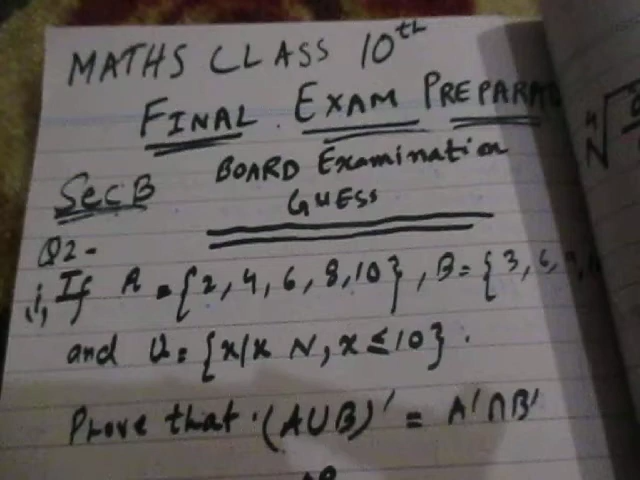 MATHS CLASS 10th
FINAL EXAM PREPARAT
BOARD Examination
GUESS
Sec B
Q2-
i, If A = {2, 4, 6, 8, 10}, B = {3, 6,
and U = {x/x N, x ≤ 10}.
Prove that (A∪B)' = A'∩B'